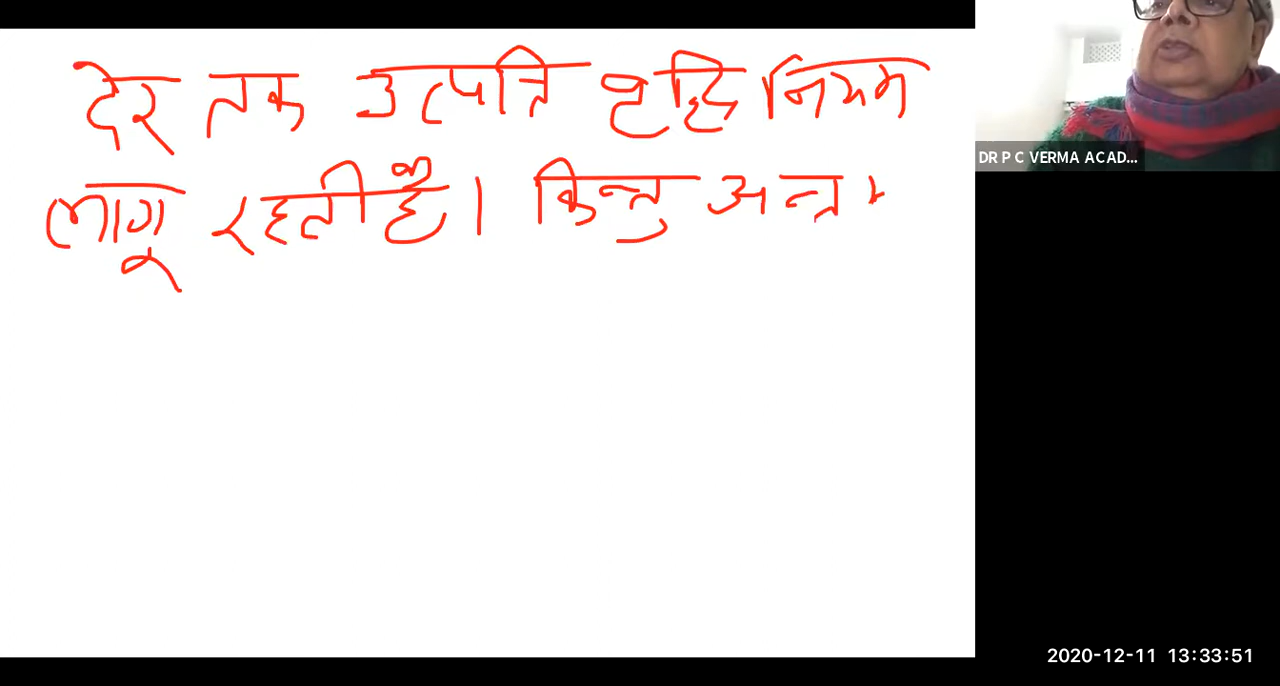 देर तक उत्पत्ति वृद्धि नियम
लागू रहती है। किन्तु अन्त
DR P C VERMA ACAD...
2020-12-11 13:33:51